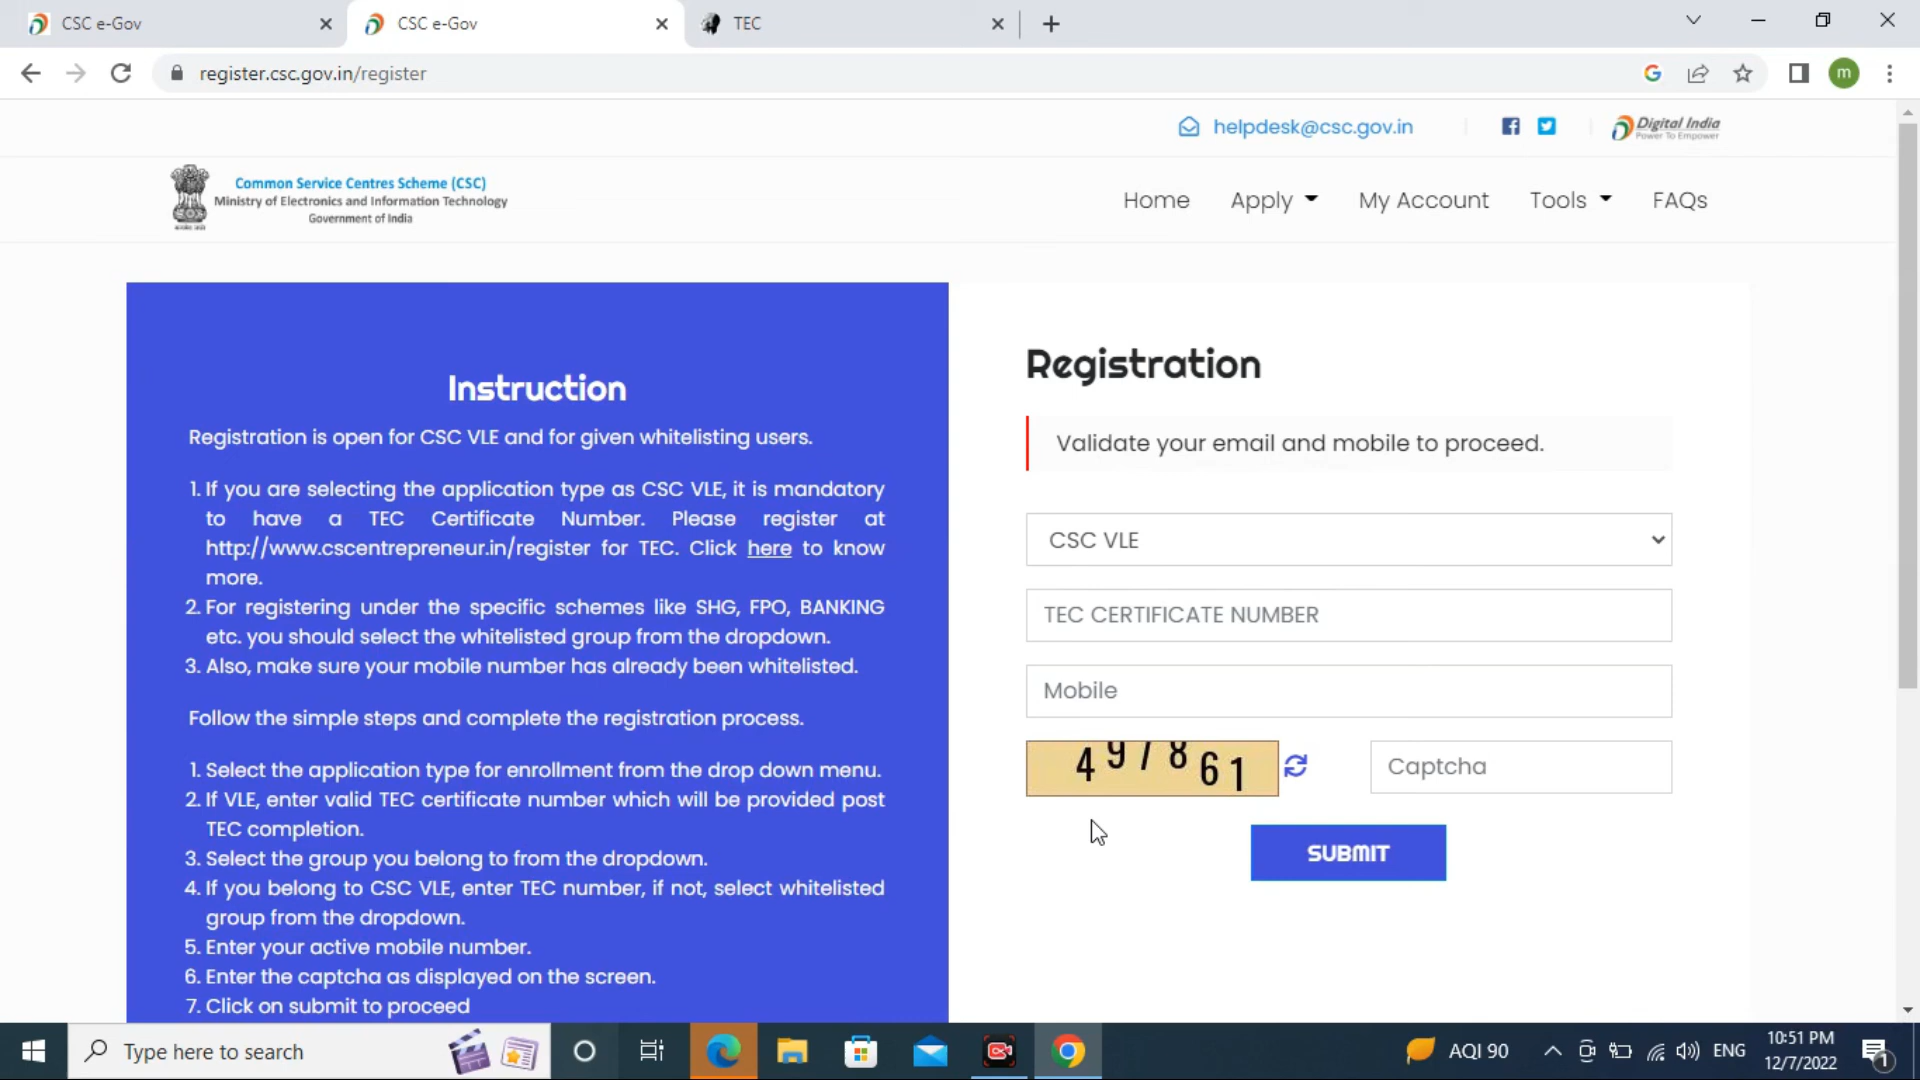 CSC e-Gov
CSC e-Gov
TEC
register.csc.gov.in/register
m
helpdesk@csc.gov.in
Digital India
Power To Empower
Common Service Centres Scheme (CSC)
Ministry of Electronics and Information Technology
Government of India
Home
Apply
My Account
Tools
FAQs
Instruction
Registration is open for CSC VLE and for given whitelisting users.
1. If you are selecting the application type as CSC VLE, it is mandatory
to have a TEC Certificate Number. Please register at
http://www.cscentrepreneur.in/register for TEC. Click here to know
more.
2. For registering under the specific schemes like SHG, FPO, BANKING
etc. you should select the whitelisted group from the dropdown.
3. Also, make sure your mobile number has already been whitelisted.
Follow the simple steps and complete the registration process.
1. Select the application type for enrollment from the drop down menu.
2. If VLE, enter valid TEC certificate number which will be provided post
TEC completion.
3. Select the group you belong to from the dropdown.
4. If you belong to CSC VLE, enter TEC number, if not, select whitelisted
group from the dropdown.
5. Enter your active mobile number.
6. Enter the captcha as displayed on the screen.
7. Click on submit to proceed
Registration
Validate your email and mobile to proceed.
CSC VLE
TEC CERTIFICATE NUMBER
Mobile
497861
Captcha
SUBMIT
Type here to search
AQI 90
ENG
10:51 PM
12/7/2022
1